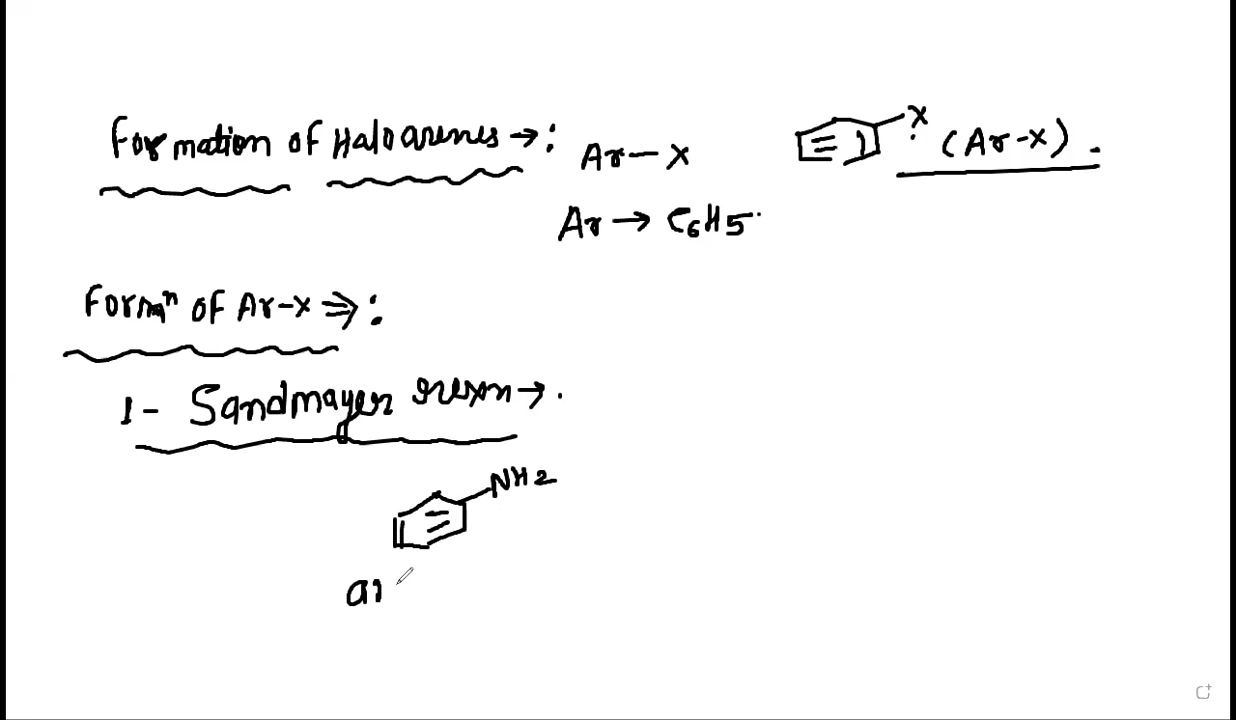 Formation of Haloarenes →:
Ar—X
X
(Ar-X).
Ar → C6H5.
Formⁿ of Ar-X ⇒:
1- Sandmayer rexn →.
NH2
an